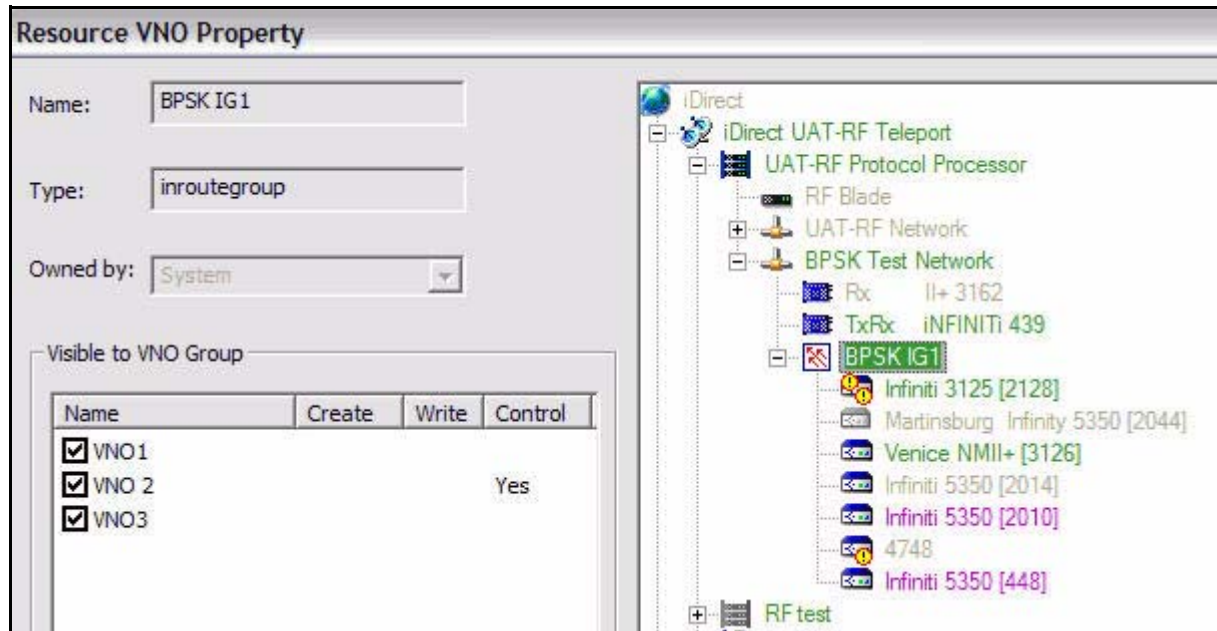 Resource VNO Property
Name: BPSK IG1
Type: inroutegroup
Owned by: System
Visible to VNO Group
Name Create Write Control
VNO1
VNO 2 Yes
VNO3
iDirect
iDirect UAT-RF Teleport
UAT-RF Protocol Processor
RF Blade
UAT-RF Network
BPSK Test Network
Rx II+ 3162
TxRx iNFINITi 439
BPSK IG1
Infiniti 3125 [2128]
Martinsburg Infinity 5350 [2044]
Venice NMII+ [3126]
Infiniti 5350 [2014]
Infiniti 5350 [2010]
4748
Infiniti 5350 [448]
RF test